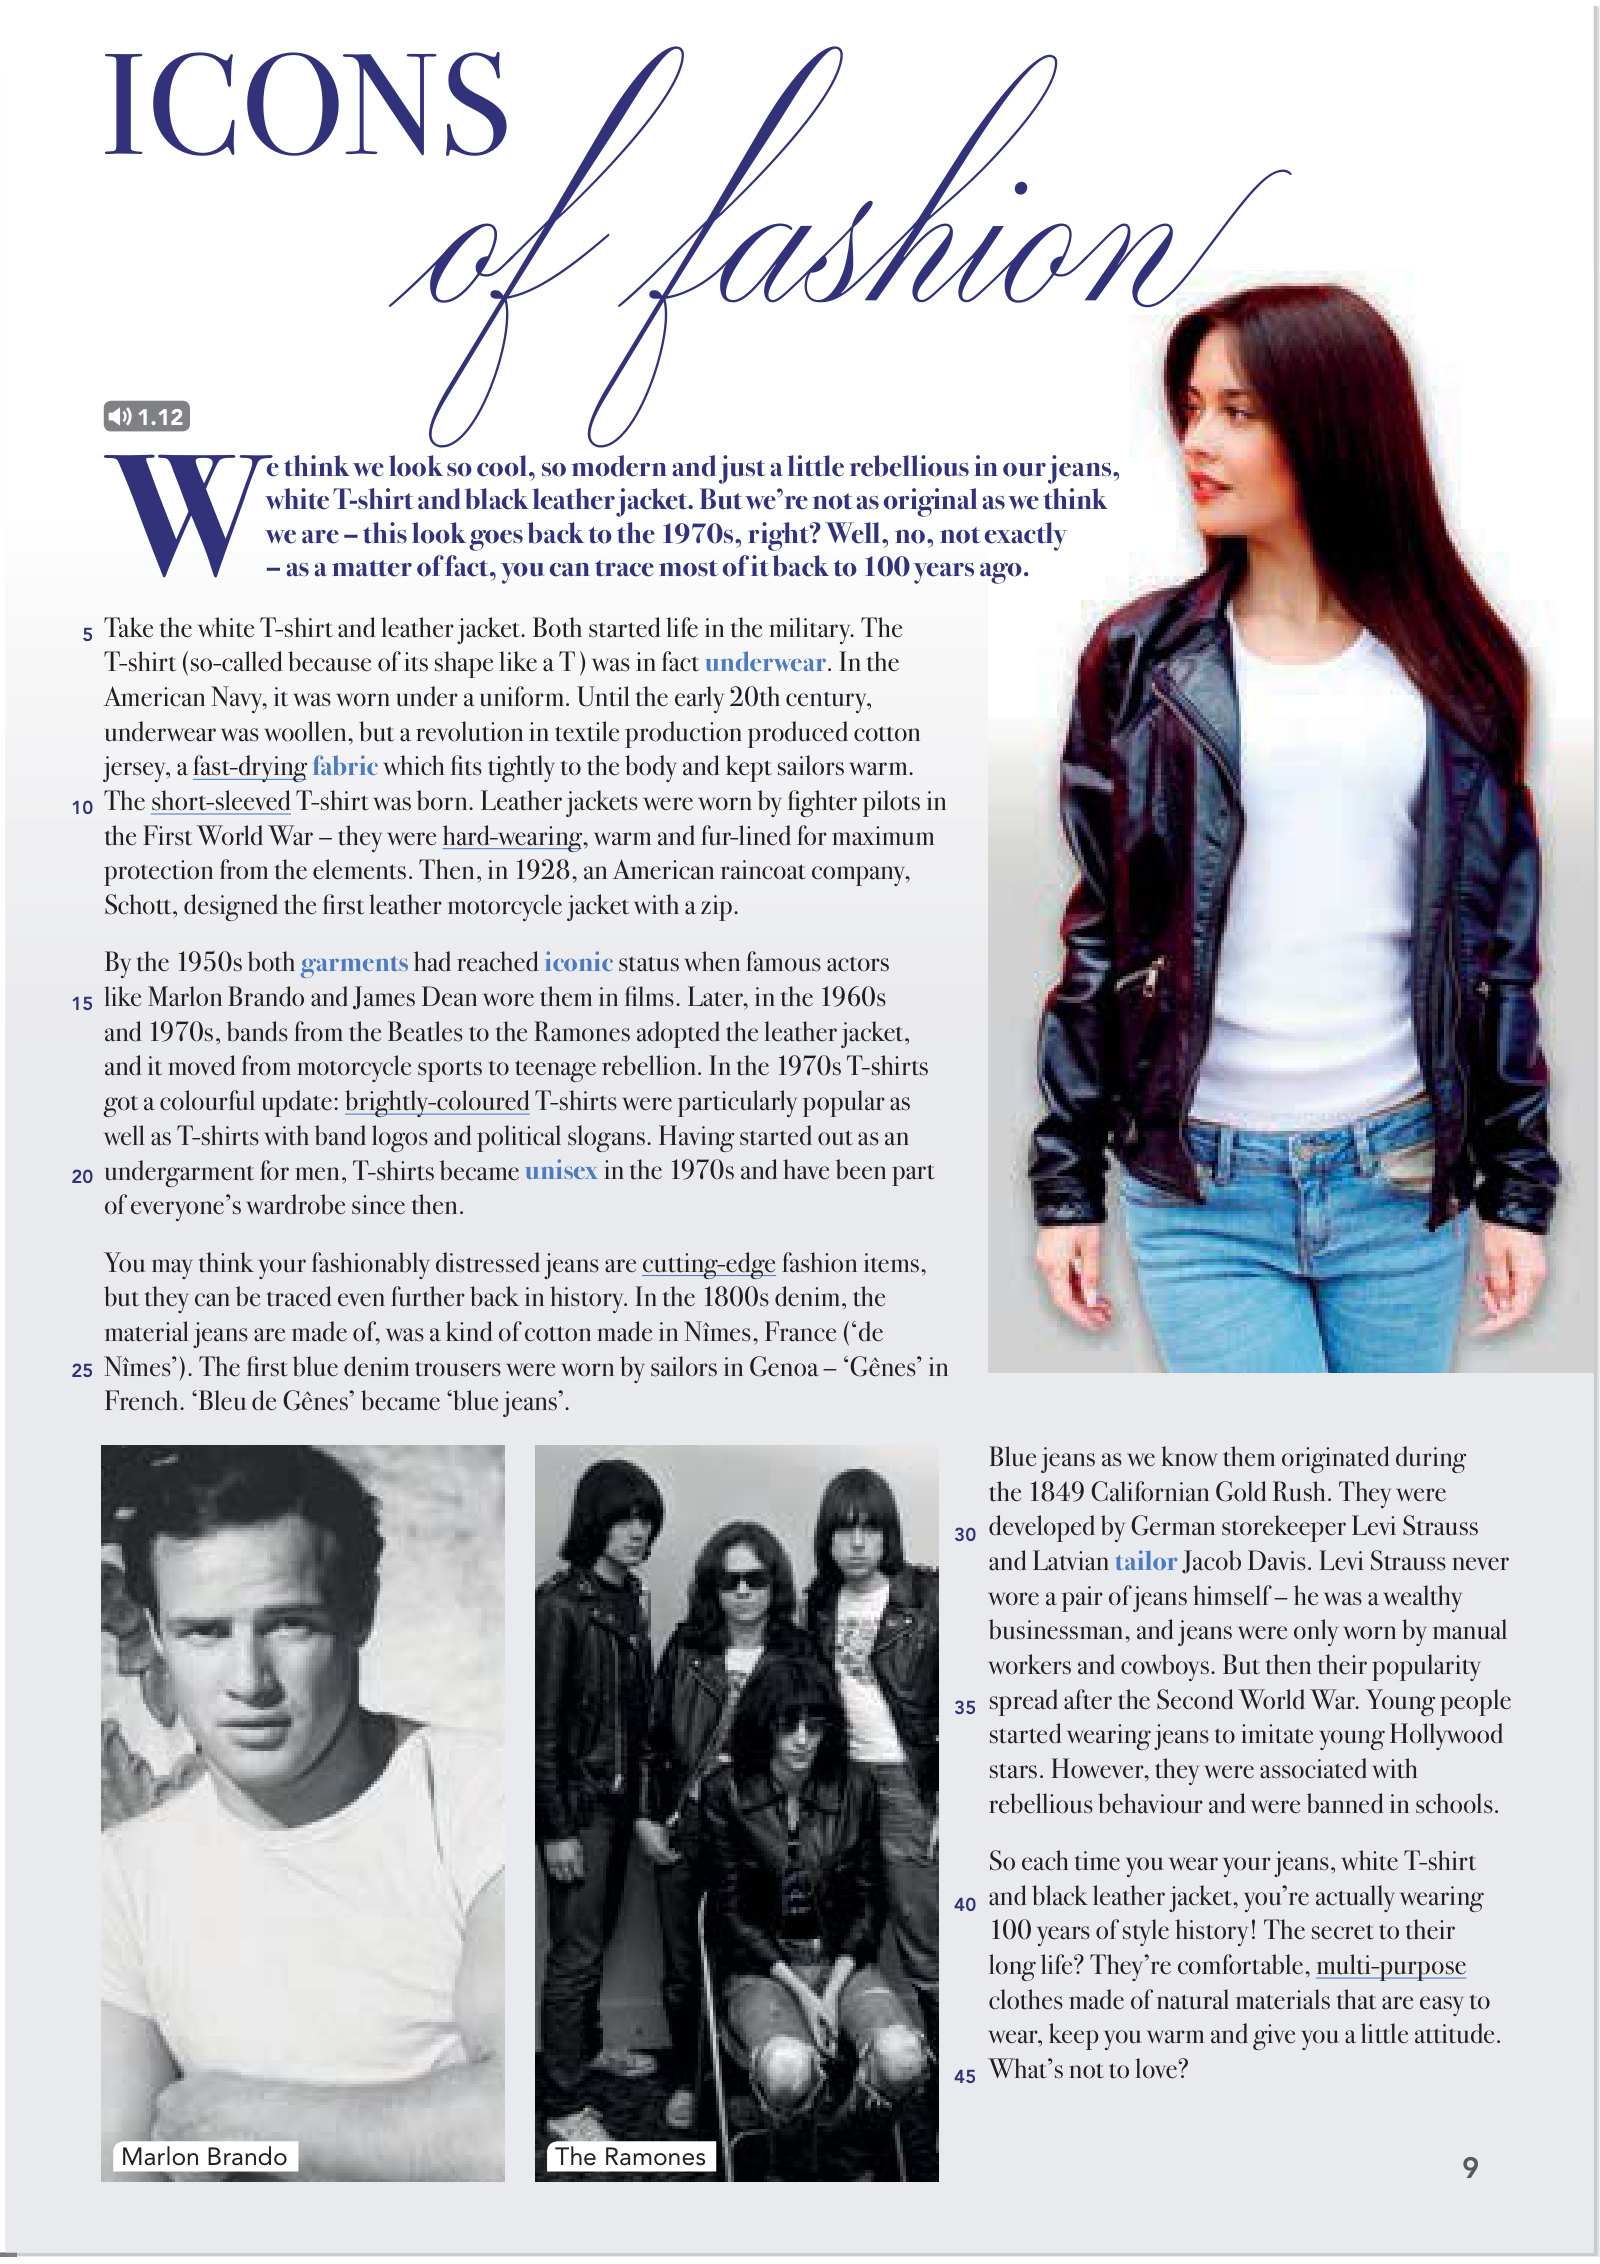 ICONS
of fashion
1.12
We think we look so cool, so modern and just a little rebellious in our jeans,
white T-shirt and black leather jacket. But we're not as original as we think
we are – this look goes back to the 1970s, right? Well, no, not exactly
– as a matter of fact, you can trace most of it back to 100 years ago.
5 Take the white T-shirt and leather jacket. Both started life in the military. The
T-shirt (so-called because of its shape like a T) was in fact underwear. In the
American Navy, it was worn under a uniform. Until the early 20th century,
underwear was woollen, but a revolution in textile production produced cotton
jersey, a fast-drying fabric which fits tightly to the body and kept sailors warm.
10 The short-sleeved T-shirt was born. Leather jackets were worn by fighter pilots in
the First World War – they were hard-wearing, warm and fur-lined for maximum
protection from the elements. Then, in 1928, an American raincoat company,
Schott, designed the first leather motorcycle jacket with a zip.
By the 1950s both garments had reached iconic status when famous actors
15 like Marlon Brando and James Dean wore them in films. Later, in the 1960s
and 1970s, bands from the Beatles to the Ramones adopted the leather jacket,
and it moved from motorcycle sports to teenage rebellion. In the 1970s T-shirts
got a colourful update: brightly-coloured T-shirts were particularly popular as
well as T-shirts with band logos and political slogans. Having started out as an
20 undergarment for men, T-shirts became unisex in the 1970s and have been part
of everyone's wardrobe since then.
You may think your fashionably distressed jeans are cutting-edge fashion items,
but they can be traced even further back in history. In the 1800s denim, the
material jeans are made of, was a kind of cotton made in Nîmes, France ('de
25 Nîmes'). The first blue denim trousers were worn by sailors in Genoa – 'Gênes' in
French. 'Bleu de Gênes' became 'blue jeans'.
Blue jeans as we know them originated during
the 1849 Californian Gold Rush. They were
30 developed by German storekeeper Levi Strauss
and Latvian tailor Jacob Davis. Levi Strauss never
wore a pair of jeans himself – he was a wealthy
businessman, and jeans were only worn by manual
workers and cowboys. But then their popularity
35 spread after the Second World War. Young people
started wearing jeans to imitate young Hollywood
stars. However, they were associated with
rebellious behaviour and were banned in schools.
So each time you wear your jeans, white T-shirt
40 and black leather jacket, you're actually wearing
100 years of style history! The secret to their
long life? They're comfortable, multi-purpose
clothes made of natural materials that are easy to
wear, keep you warm and give you a little attitude.
45 What's not to love?
Marlon Brando
The Ramones
9